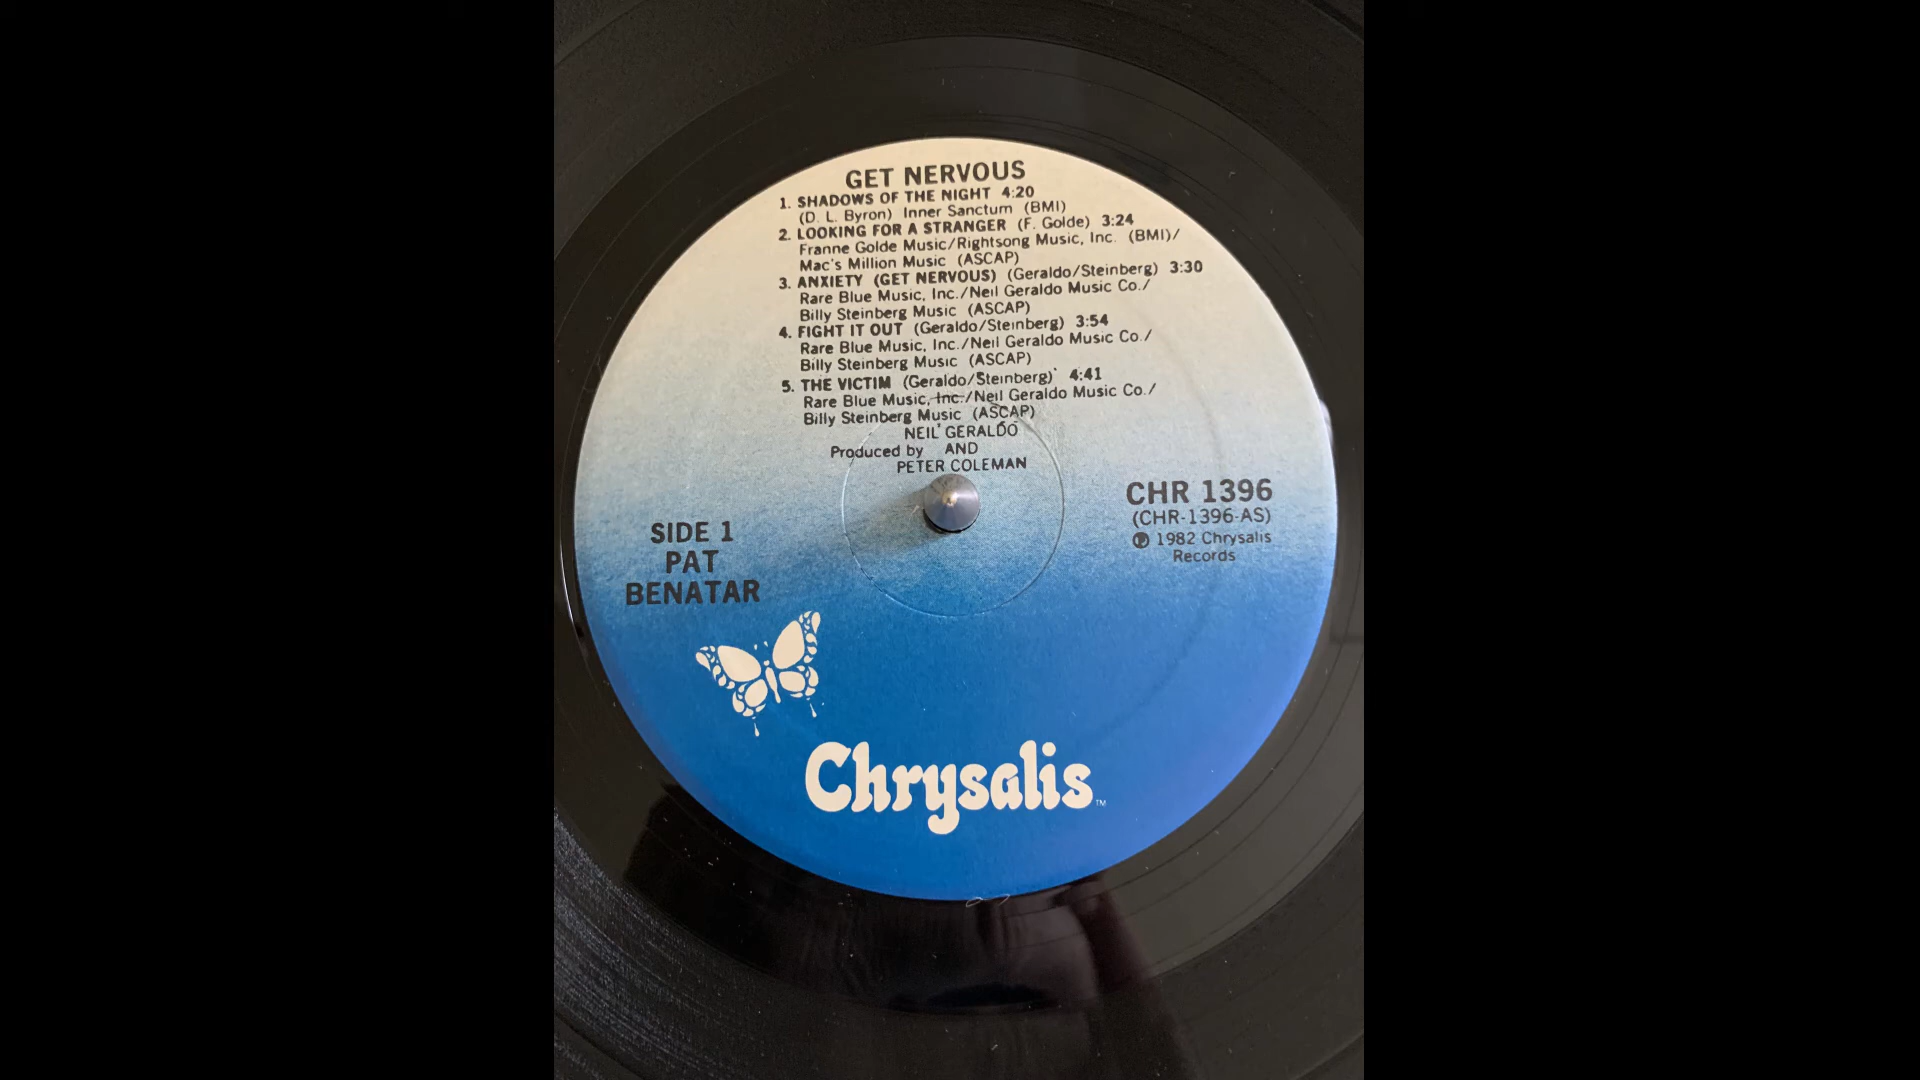 GET NERVOUS
1. SHADOWS OF THE NIGHT 4:20
(D. L. Byron) Inner Sanctum (BMI)
2. LOOKING FOR A STRANGER (F. Golde) 3:24
Franne Golde Music/Rightsong Music, Inc. (BMI)/
Mac's Million Music (ASCAP)
3. ANXIETY (GET NERVOUS) (Geraldo/Steinberg) 3:30
Rare Blue Music, Inc./Neil Geraldo Music Co./
Billy Steinberg Music (ASCAP)
4. FIGHT IT OUT (Geraldo/Steinberg) 3:54
Rare Blue Music, Inc./Neil Geraldo Music Co./
Billy Steinberg Music (ASCAP)
5. THE VICTIM (Geraldo/Steinberg) 4:41
Rare Blue Music, Inc./Neil Geraldo Music Co./
Billy Steinberg Music (ASCAP)
NEIL GERALDO
Produced by AND
PETER COLEMAN
SIDE 1
PAT
BENATAR
CHR 1396
(CHR-1396-AS)
℗ 1982 Chrysalis
Records
Chrysalis™